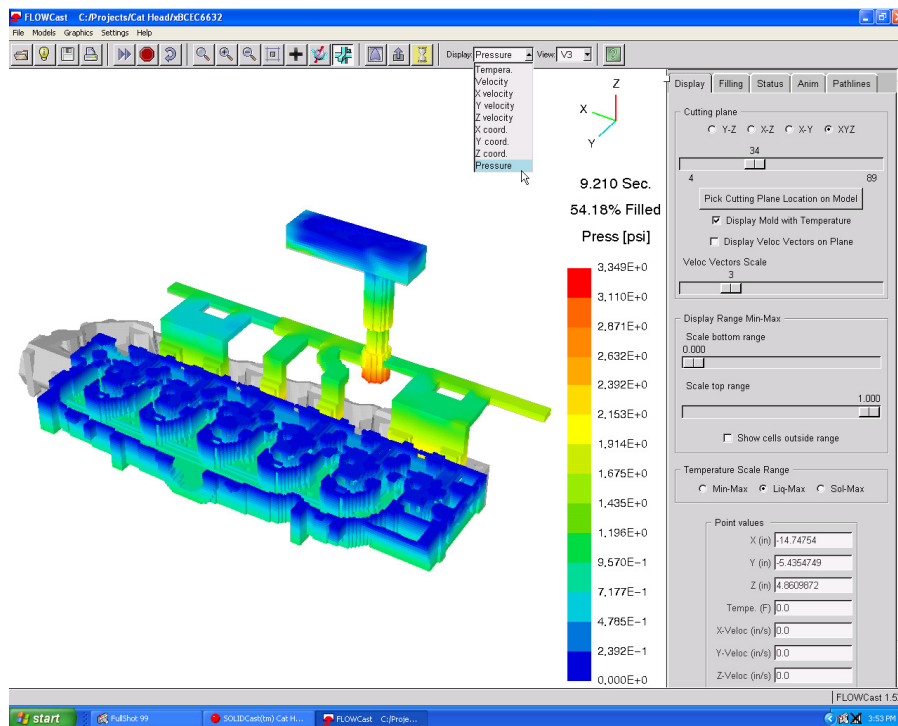 FLOWCast C:/Projects/Cat Head/xBCEC6632
File Models Graphics Settings Help
Display: Pressure View: V3
Tempera.
Velocity
X velocity
Y velocity
Z velocity
X coord.
Y coord.
Z coord.
Pressure
Z
X
Y
9.210 Sec.
54.18% Filled
Press [psi]
3,349E+0
3,110E+0
2,871E+0
2,632E+0
2,392E+0
2,153E+0
1,914E+0
1,675E+0
1,435E+0
1,196E+0
9,570E-1
7,177E-1
4,785E-1
2,392E-1
0,000E+0
Display Filling Status Anim Pathlines
Cutting plane
Y-Z X-Z X-Y XYZ
34
4 89
Pick Cutting Plane Location on Model
Display Mold with Temperature
Display Veloc Vectors on Plane
Veloc Vectors Scale
3
Display Range Min-Max
Scale bottom range
0.000
Scale top range
1.000
Show cells outside range
Temperature Scale Range
Min-Max Liq-Max Sol-Max
Point values
X (in) -14.74754
Y (in) -5.4354749
Z (in) 4.8609872
Tempe. (F) 0.0
X-Veloc (in/s) 0.0
Y-Veloc (in/s) 0.0
Z-Veloc (in/s) 0.0
FLOWCast 1.5
start FullShot 99 SOLIDCast(tm) Cat H... FLOWCast C:/Proje... 3:53 PM